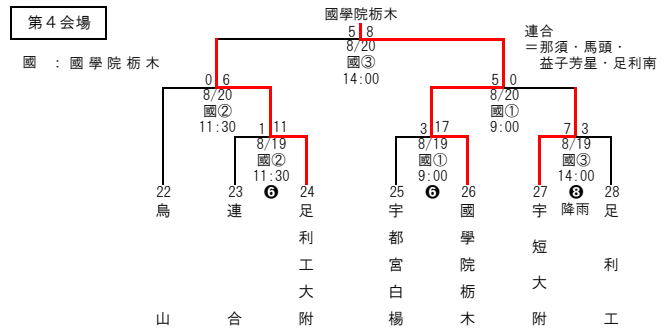 第４会場
國學院栃木
國 ：國學院栃木
連合
＝那須・馬頭・
益子芳星・足利南
5 8
8/20
國③
14:00
0 6
8/20
國②
11:30
5 0
8/20
國①
9:00
1 11
8/19
國②
11:30
❻
3 17
8/19
國①
9:00
❻
7 3
8/19
國③
14:00
❽
降雨
22 23 24 25 26 27 28
烏山
連合
足利工大附
宇都宮白楊
國學院栃木
宇短大附
足利工